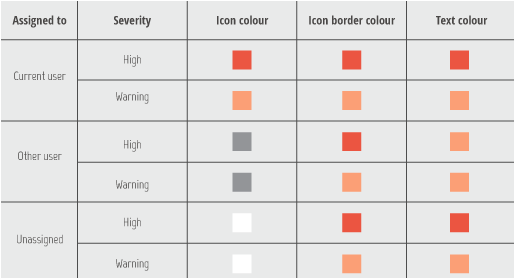 Assigned to Severity Icon colour Icon border colour Text colour
Current user
High
Warning
Other user
High
Warning
Unassigned
High
Warning